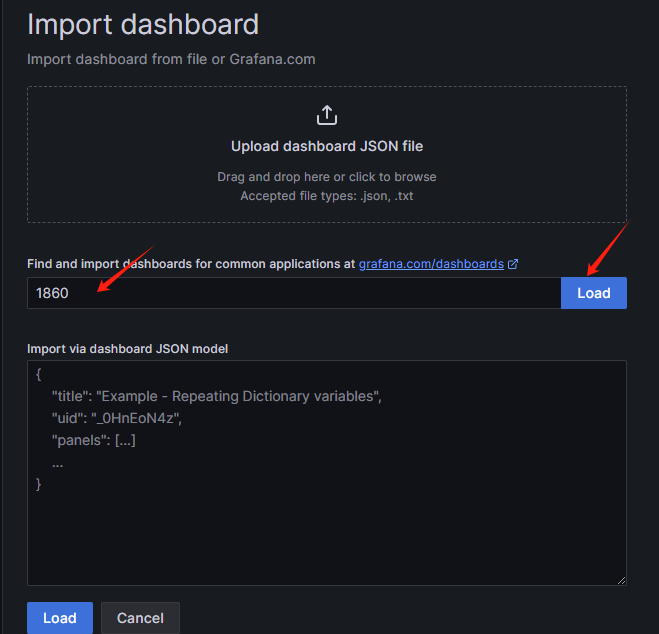 Import dashboard
Import dashboard from file or Grafana.com
Upload dashboard JSON file
Drag and drop here or click to browse
Accepted file types: .json, .txt
Find and import dashboards for common applications at grafana.com/dashboards
1860
Load
Import via dashboard JSON model
{
"title": "Example - Repeating Dictionary variables",
"uid": "_0HnEoN4z",
"panels": [...]
...
}
Load
Cancel